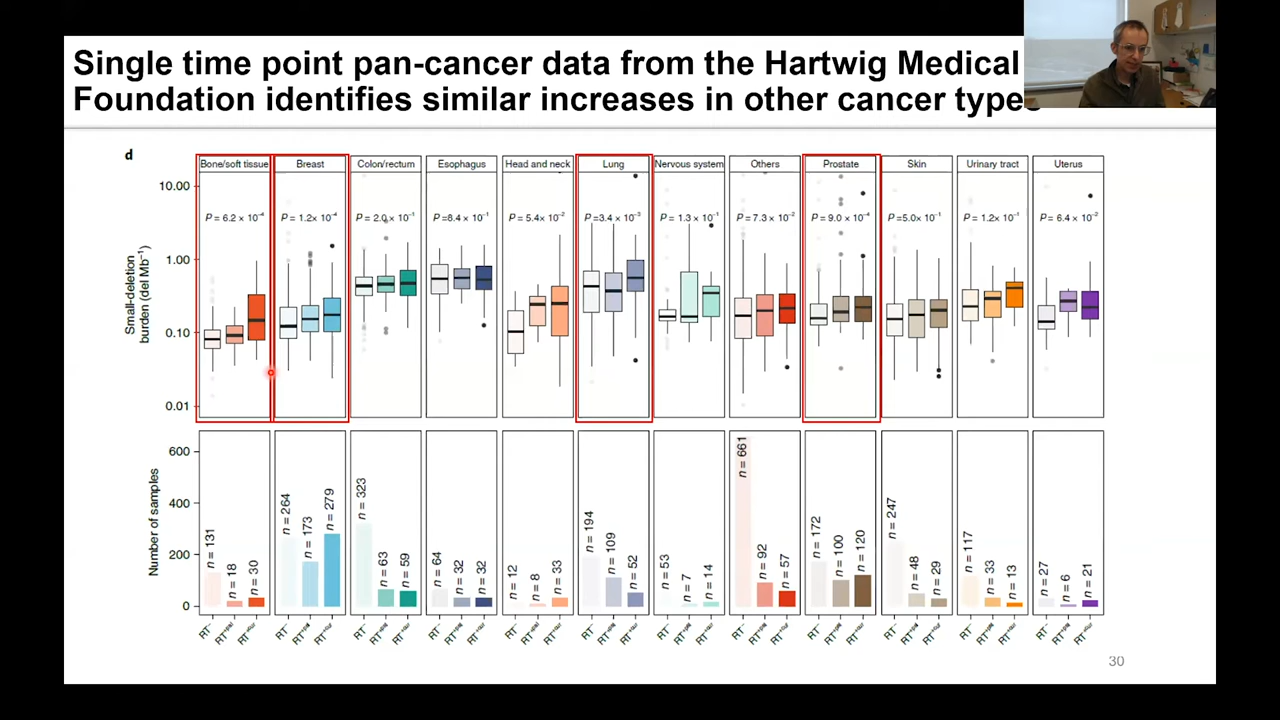 Single time point pan-cancer data from the Hartwig Medical
Foundation identifies similar increases in other cancer types
d
Bone/soft tissue Breast Colon/rectum Esophagus Head and neck Lung Nervous system Others Prostate Skin Urinary tract Uterus
P = 6.2 × 10⁻⁴ P = 1.2× 10⁻⁴ P = 2.0 × 10⁻¹ P =8.4 × 10⁻¹ P = 5.4× 10⁻² P =3.4 × 10⁻³ P = 1.3 × 10⁻¹ P = 7.3 × 10⁻² P = 9.0 × 10⁻⁴ P =5.0× 10⁻¹ P = 1.2× 10⁻¹ P = 6.4 × 10⁻²
Small-deletion
burden (del Mb⁻¹)
10.00
1.00
0.10
0.01
Number of samples
600
400
200
0
n = 131 n = 18 n = 30 n = 264 n = 173 n = 279 n = 323 n = 63 n = 59 n = 64 n = 32 n = 32 n = 12 n = 8 n = 33 n = 194 n = 109 n = 52 n = 53 n = 7 n = 14 n = 661 n = 92 n = 57 n = 172 n = 100 n = 120 n = 247 n = 48 n = 29 n = 117 n = 33 n = 13 n = 27 n = 6 n = 21
30